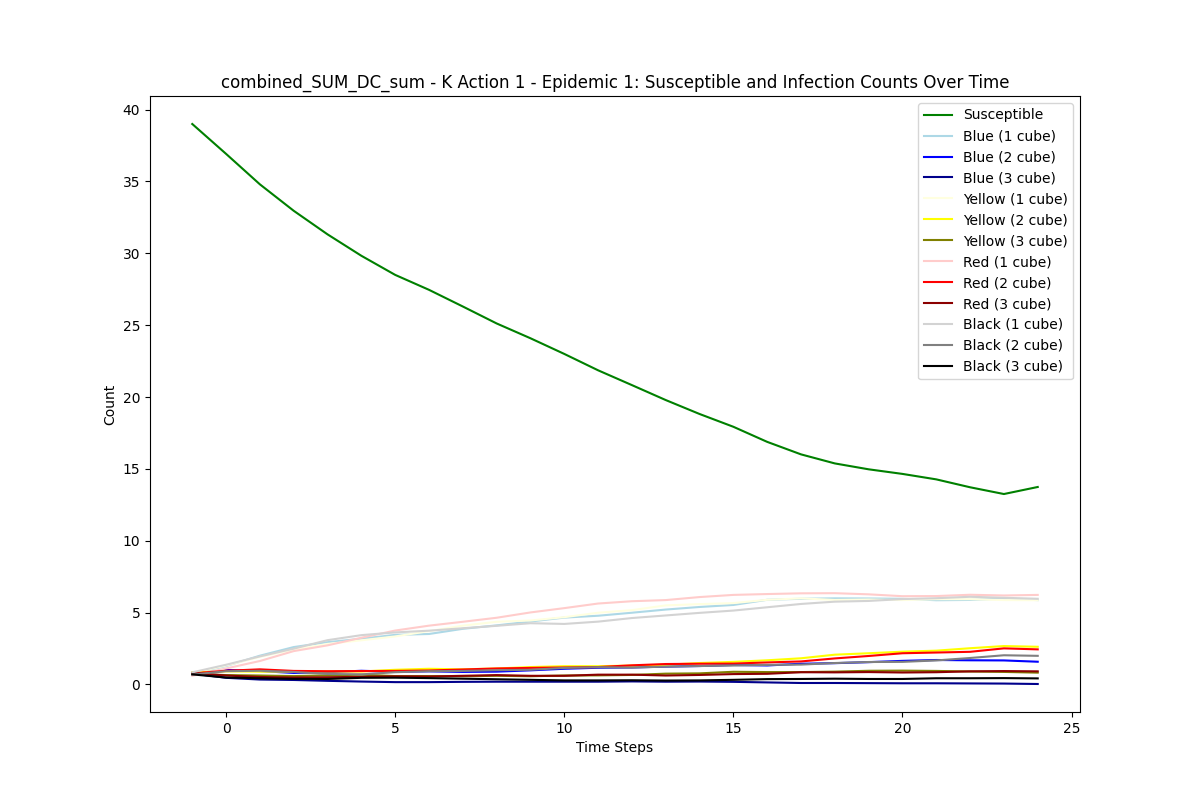 combined_SUM_DC_sum - K Action 1 - Epidemic 1: Susceptible and Infection Counts Over Time
40
35
30
25
20
15
10
5
0
Count
Susceptible
Blue (1 cube)
Blue (2 cube)
Blue (3 cube)
Yellow (1 cube)
Yellow (2 cube)
Yellow (3 cube)
Red (1 cube)
Red (2 cube)
Red (3 cube)
Black (1 cube)
Black (2 cube)
Black (3 cube)
0 5 10 15 20 25
Time Steps